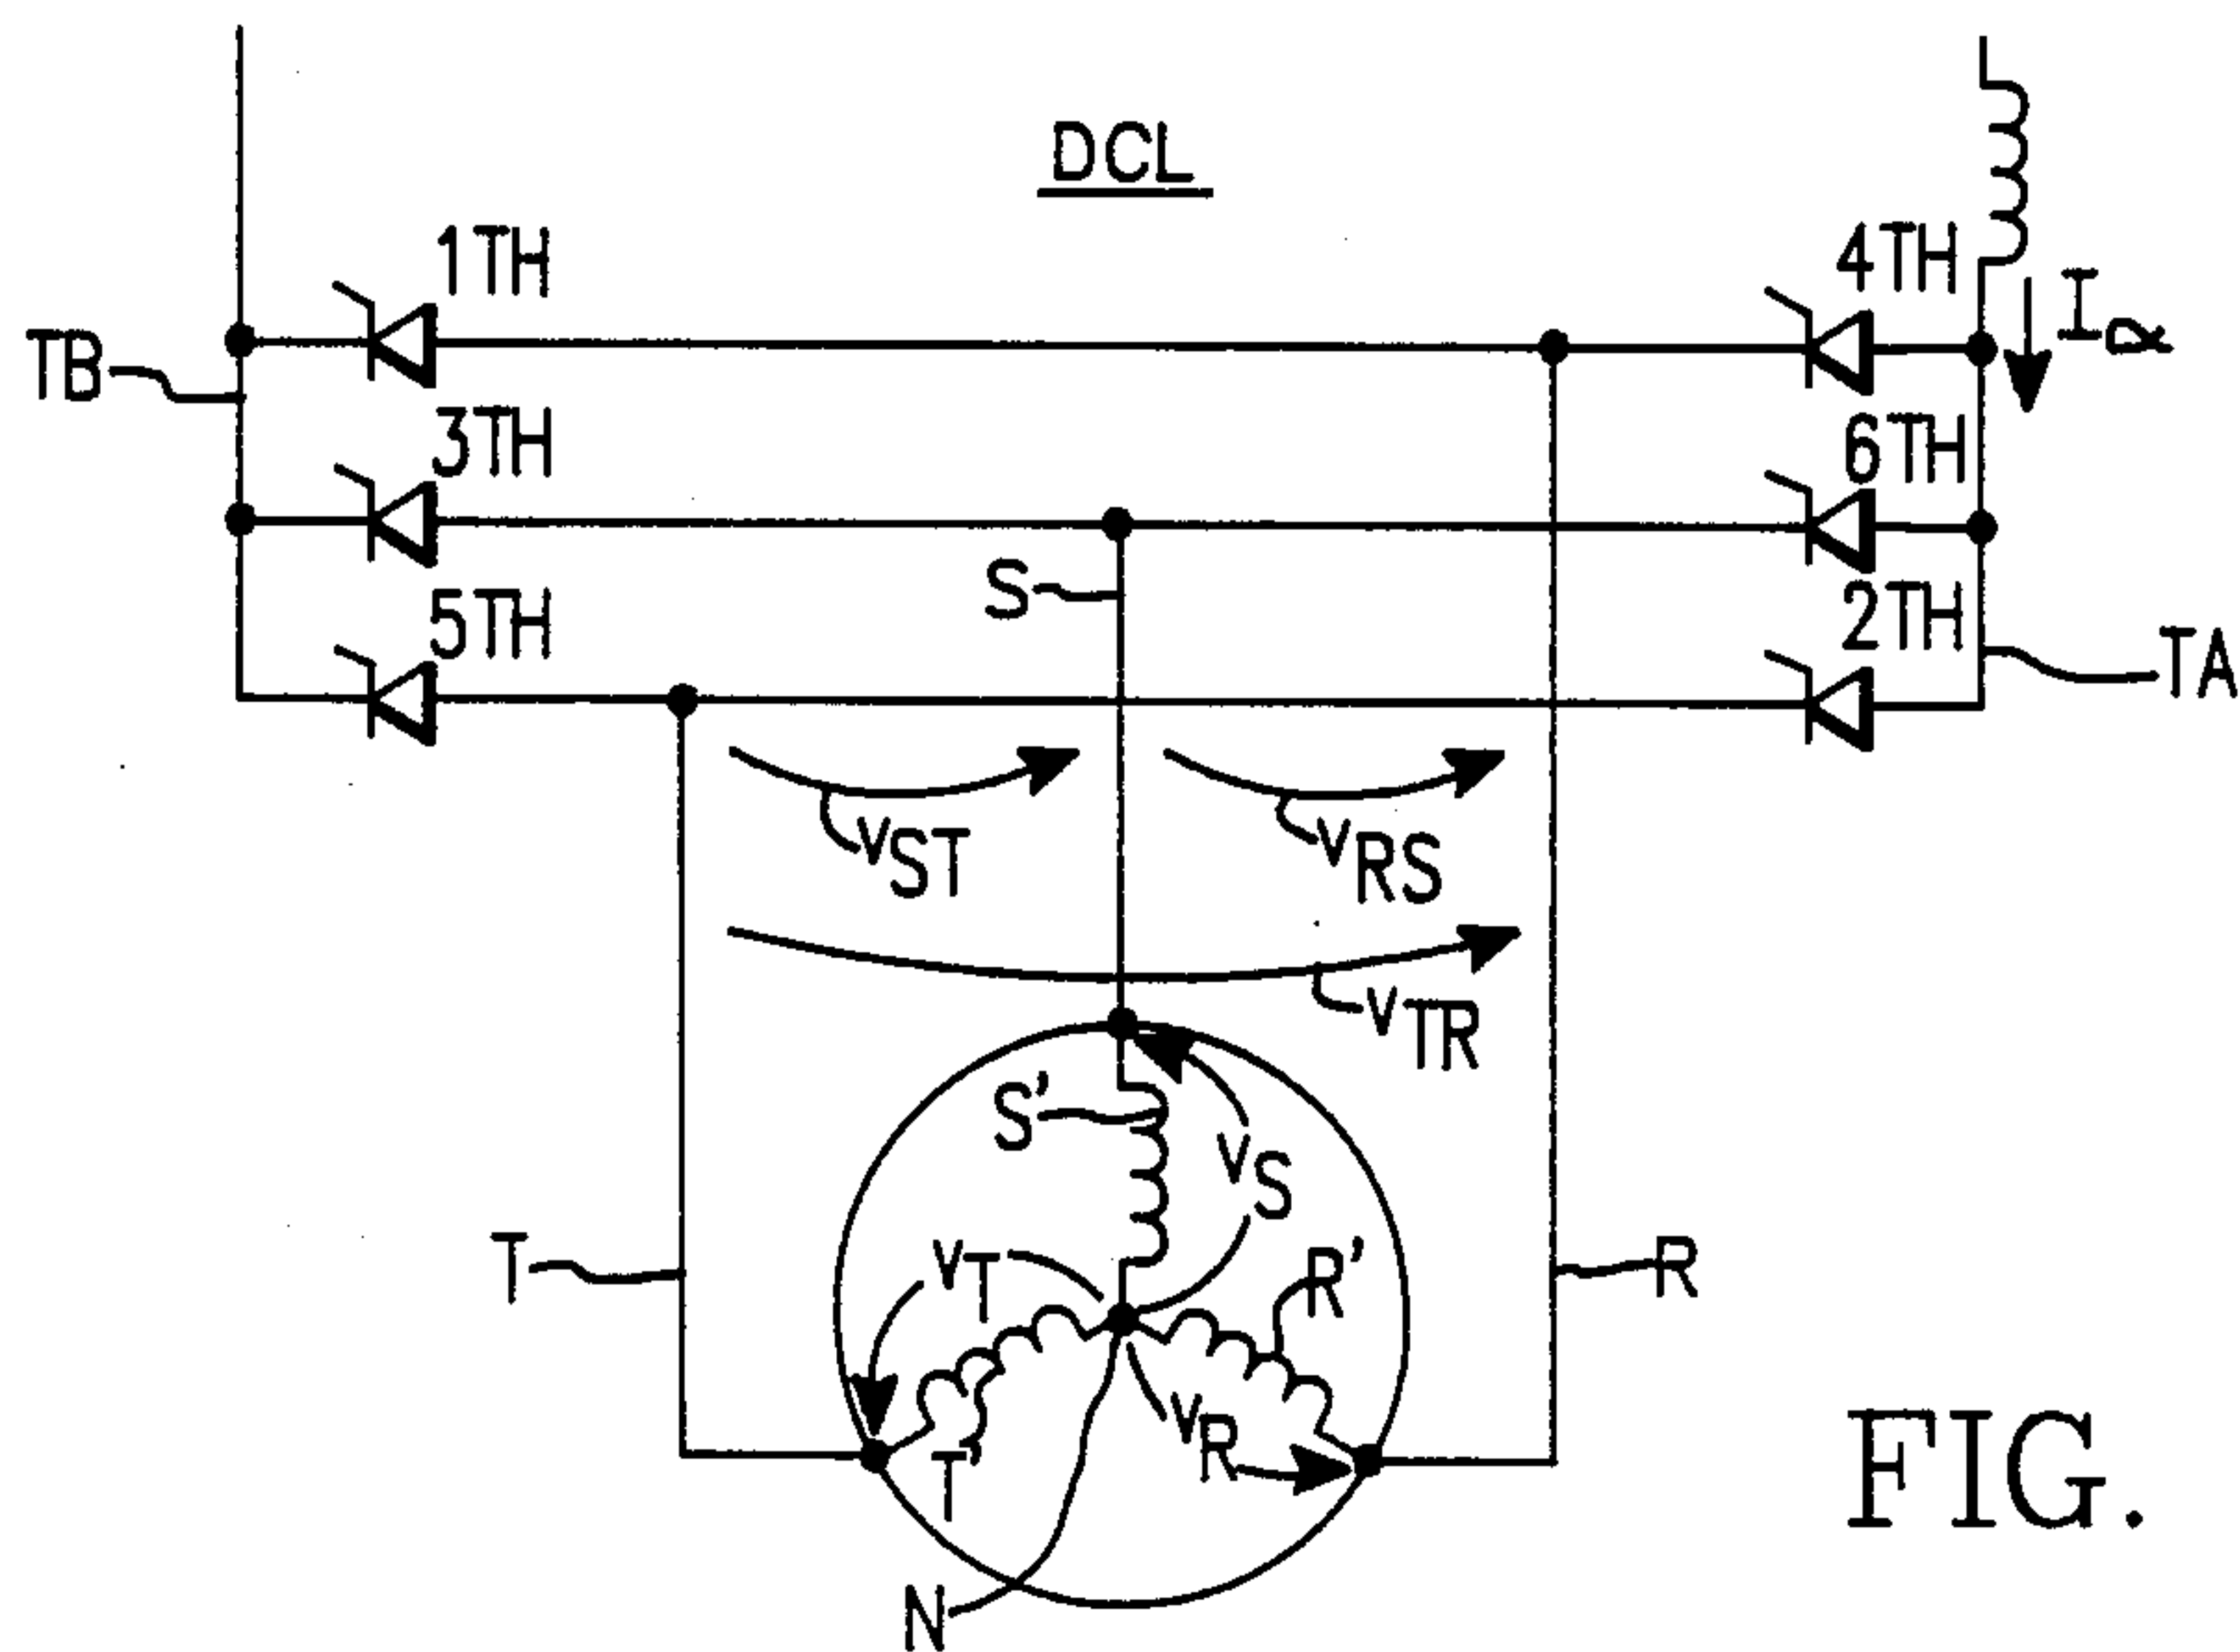 DCL
1TH
4TH
Iα
TB
3TH
6TH
S
5TH
2TH
TA
vST
vRS
vTR
S'
vS
T
vT
R'
R
vR
T'
FIG.
N